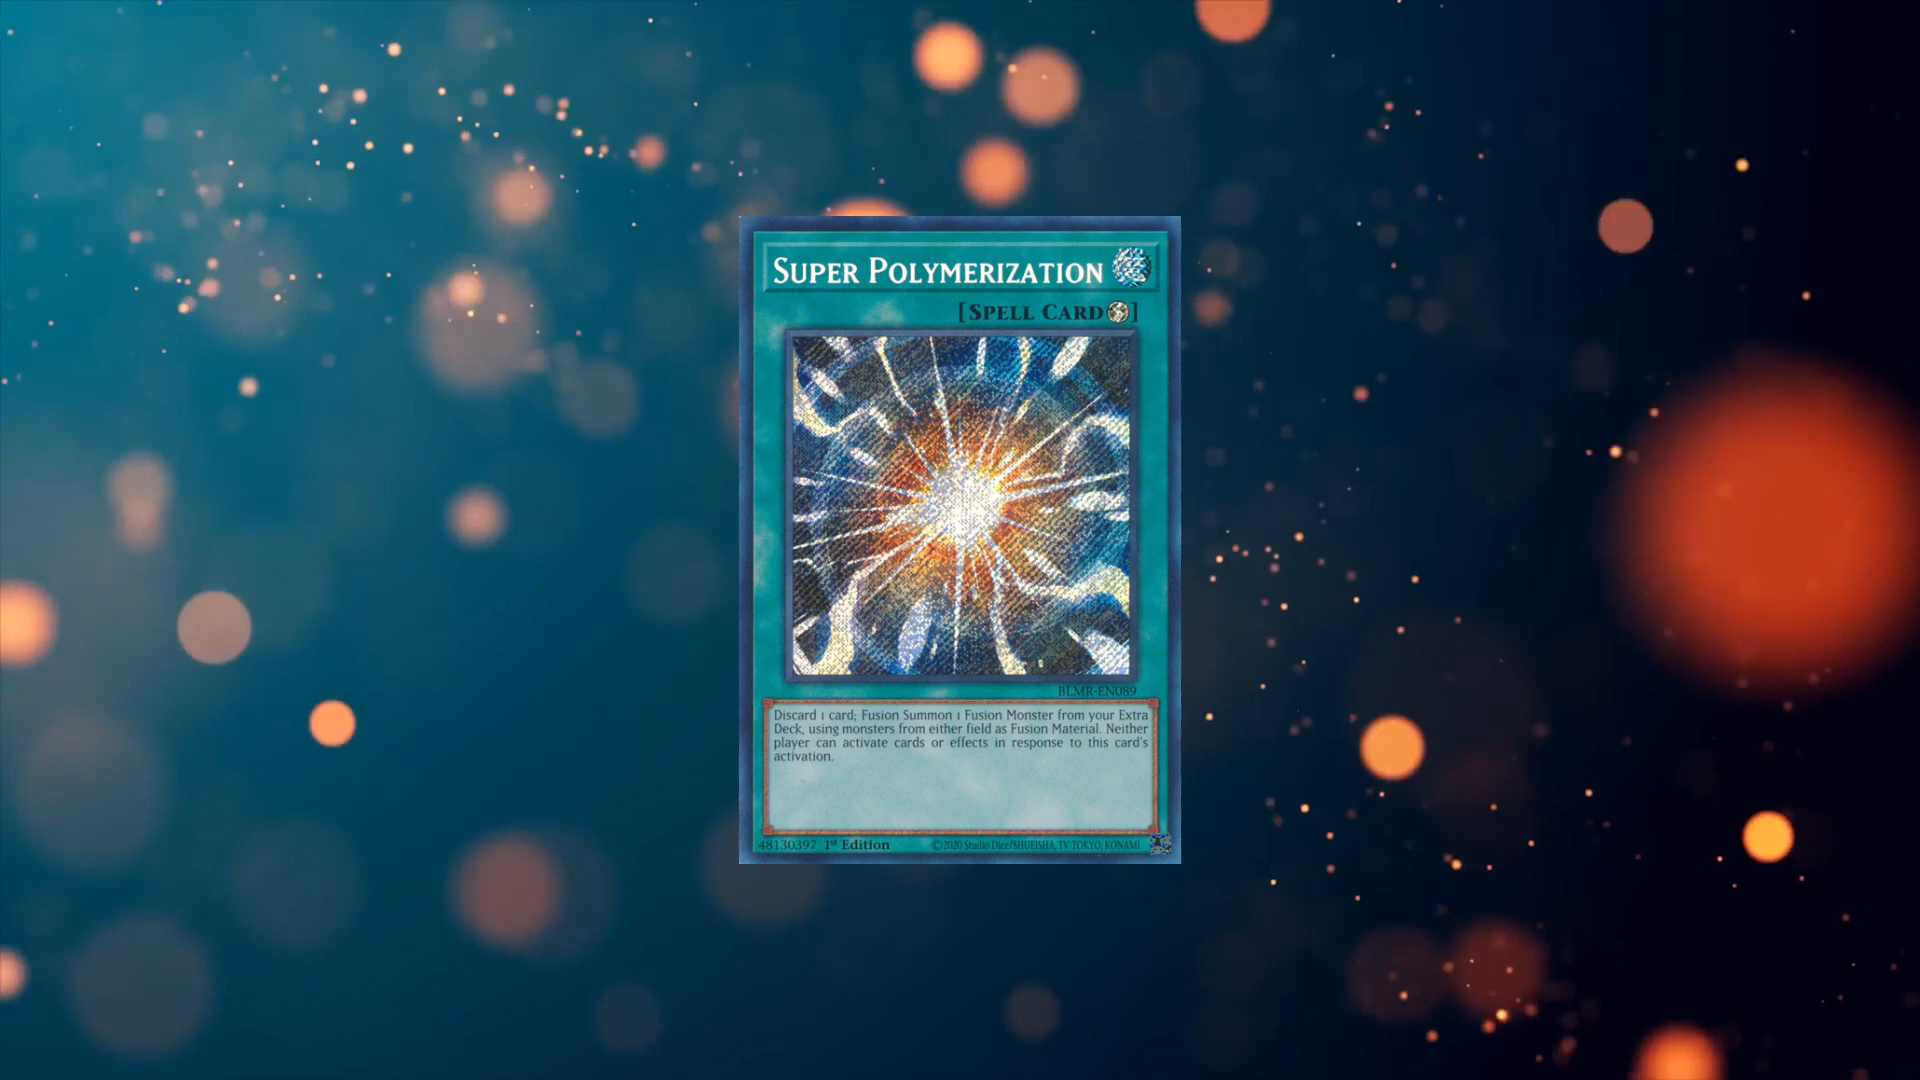 SUPER POLYMERIZATION
[SPELL CARD]
BLMR-EN089
Discard 1 card; Fusion Summon 1 Fusion Monster from your Extra
Deck, using monsters from either field as Fusion Material. Neither
player can activate cards or effects in response to this card's
activation.
48130397 1st Edition ©2020 Studio Dice/SHUEISHA, TV TOKYO, KONAMI